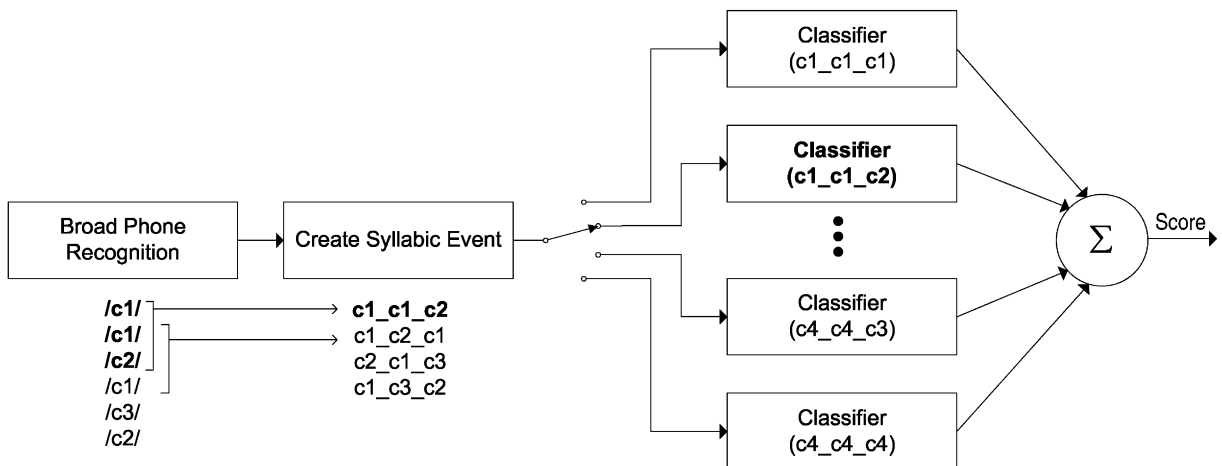 Broad Phone
Recognition
Create Syllabic Event
/c1/
/c1/
/c2/
/c1/
/c3/
/c2/
c1_c1_c2
c1_c2_c1
c2_c1_c3
c1_c3_c2
Classifier
(c1_c1_c1)
Classifier
(c1_c1_c2)
Classifier
(c4_c4_c3)
Classifier
(c4_c4_c4)
Σ
Score